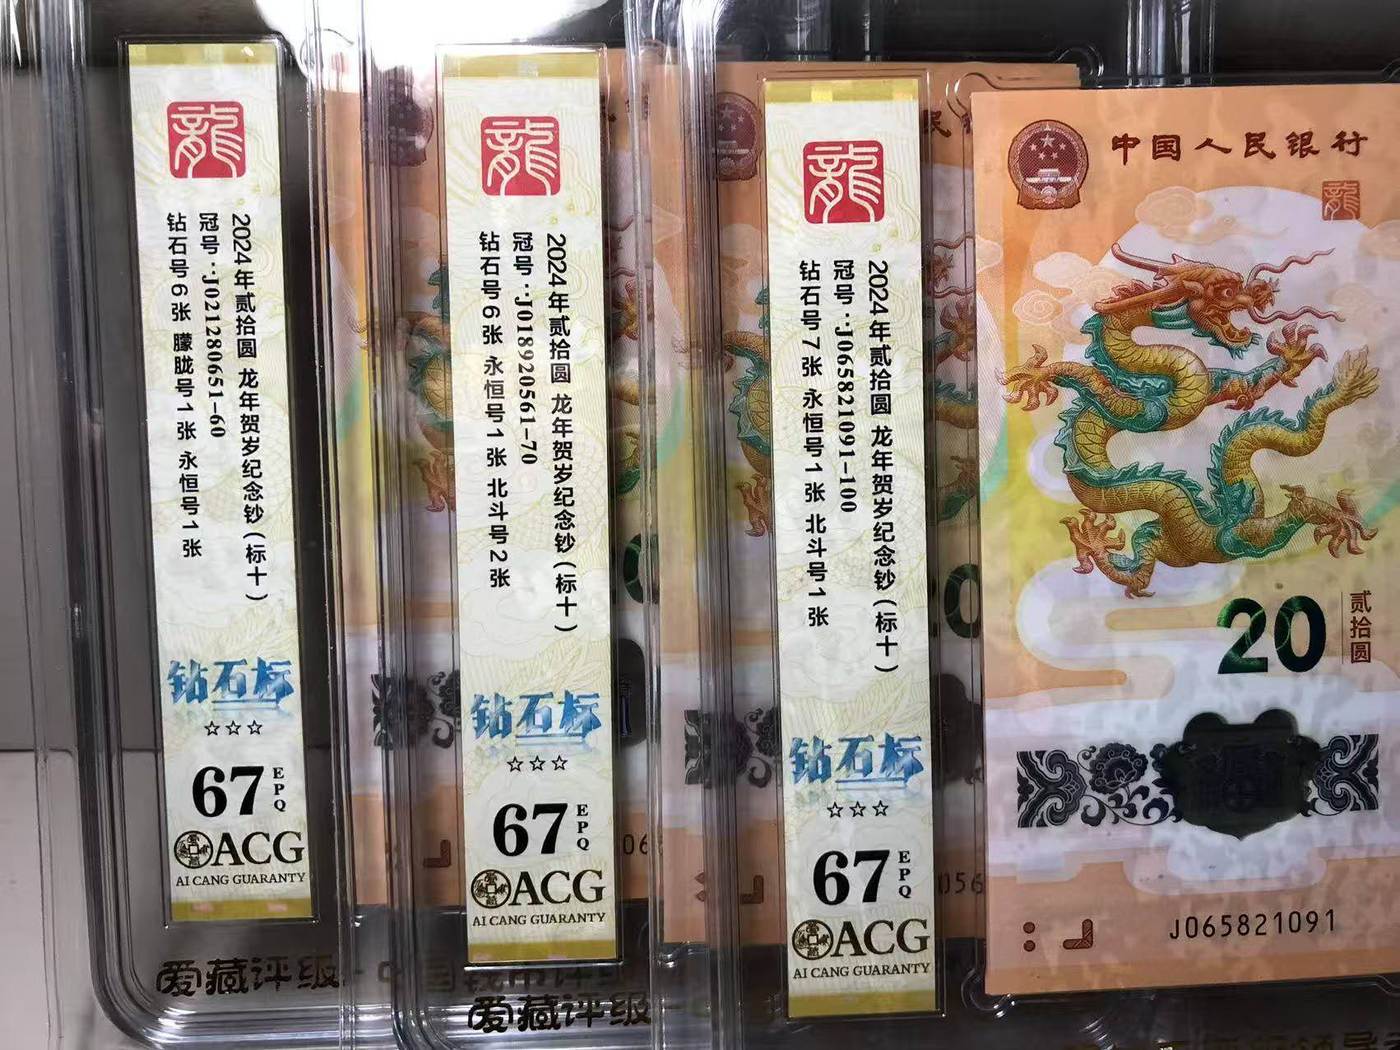 龍
2024年贰拾圆 龙年贺岁纪念钞(标十)
冠号:J021280651-60
钻石号6张 朦胧号1张 永恒号1张
钻石标
☆☆☆
67
EPQ
ACG
AI CANG GUARANTY
爱藏评级
龍
2024年贰拾圆 龙年贺岁纪念钞(标十)
冠号:J018920561-70
钻石号6张 永恒号1张 北斗号2张
钻石标
☆☆☆
67
EPQ
ACG
AI CANG GUARANTY
爱藏评级
龍
2024年贰拾圆 龙年贺岁纪念钞(标十)
冠号:J065821091-100
钻石号7张 永恒号1张 北斗号1张
钻石标
☆☆☆
67
EPQ
ACG
AI CANG GUARANTY
中国人民银行
龍
20
贰拾圆
J065821091